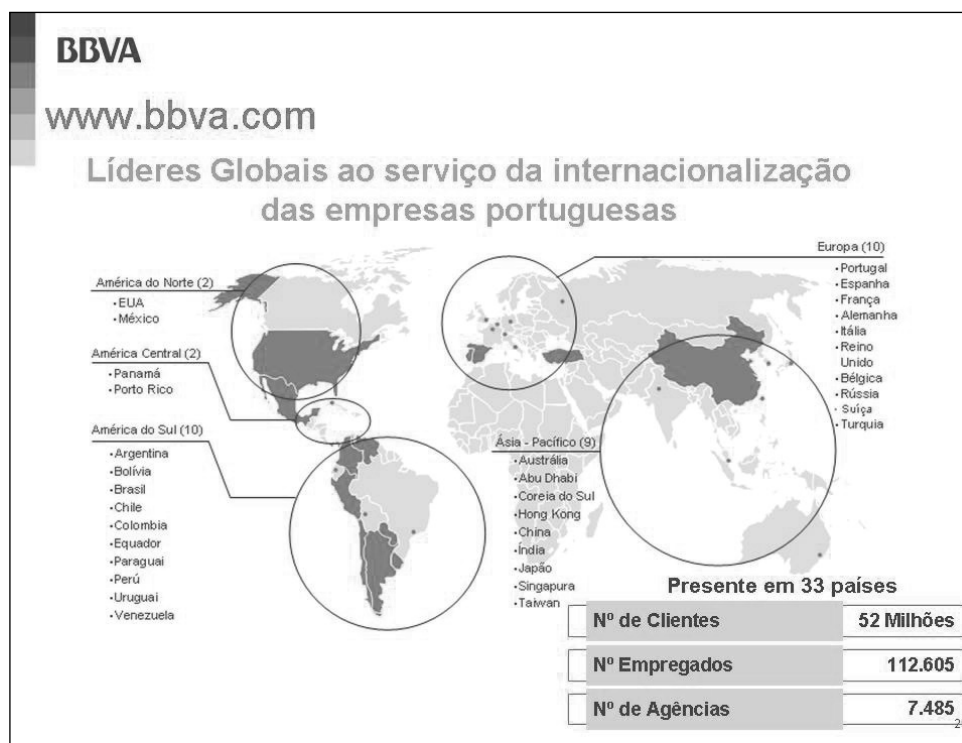 BBVA
www.bbva.com
Líderes Globais ao serviço da internacionalização
das empresas portuguesas
América do Norte (2)
•EUA
•México
América Central (2)
•Panamá
•Porto Rico
América do Sul (10)
•Argentina
•Bolívia
•Brasil
•Chile
•Colombia
•Equador
•Paraguai
•Perú
•Uruguai
•Venezuela
Europa (10)
•Portugal
•Espanha
•França
•Alemanha
•Itália
•Reino
Unido
•Bélgica
•Rússia
•Suíça
•Turquia
Ásia - Pacífico (9)
•Austrália
•Abu Dhabi
•Coreia do Sul
•Hong Kong
•China
•Índia
•Japão
•Singapura
•Taiwan
Presente em 33 países
Nº de Clientes 52 Milhões
Nº Empregados 112.605
Nº de Agências 7.485
2